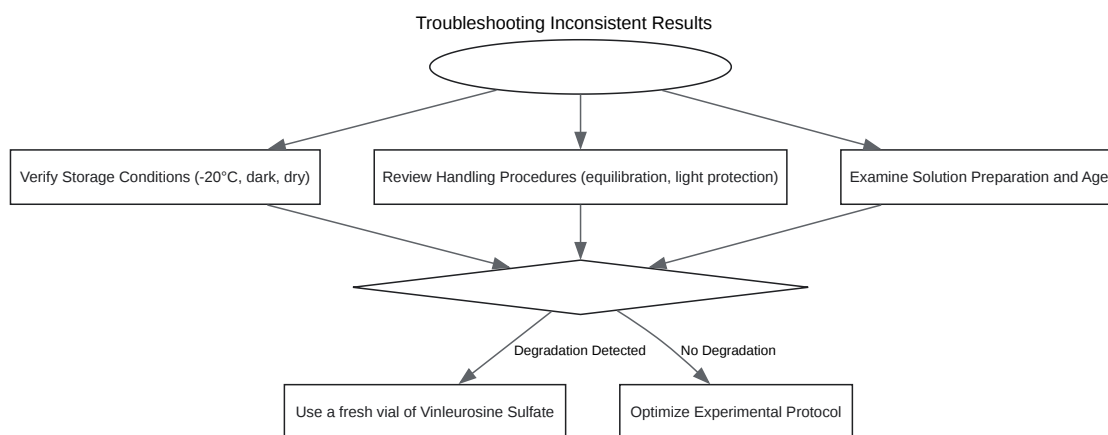 Troubleshooting Inconsistent Results
Verify Storage Conditions (-20°C, dark, dry)
Review Handling Procedures (equilibration, light protection)
Examine Solution Preparation and Age
Degradation Detected
No Degradation
Use a fresh vial of Vinleurosine Sulfate
Optimize Experimental Protocol